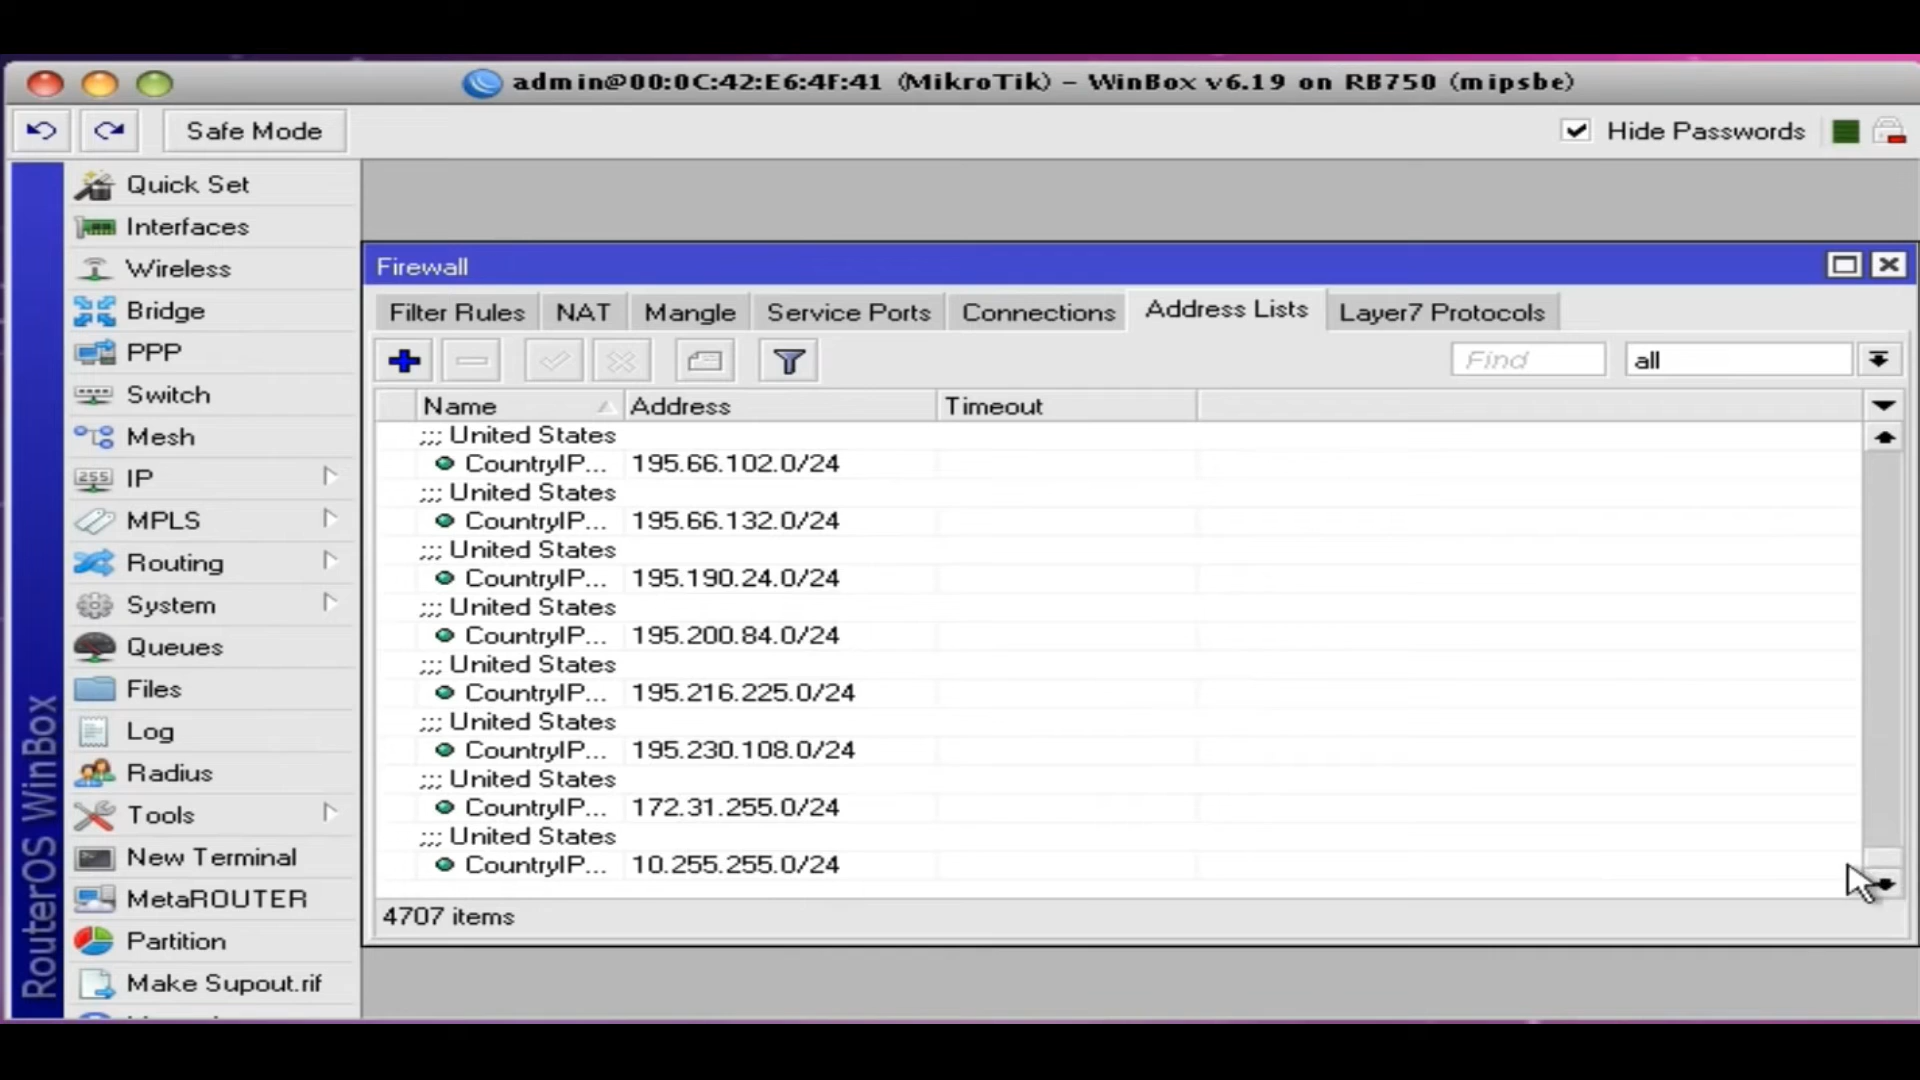 admin@00:0C:42:E6:4F:41 (MikroTik) – WinBox v6.19 on RB750 (mipsbe)
Safe Mode
Hide Passwords
RouterOS WinBox
Quick Set
Interfaces
Wireless
Bridge
PPP
Switch
Mesh
255 IP
MPLS
Routing
System
Queues
Files
Log
Radius
Tools
New Terminal
MetaROUTER
Partition
Make Supout.rif
Firewall
Filter Rules NAT Mangle Service Ports Connections Address Lists Layer7 Protocols
Find all
Name Address Timeout
;;; United States
CountryIP... 195.66.102.0/24
;;; United States
CountryIP... 195.66.132.0/24
;;; United States
CountryIP... 195.190.24.0/24
;;; United States
CountryIP... 195.200.84.0/24
;;; United States
CountryIP... 195.216.225.0/24
;;; United States
CountryIP... 195.230.108.0/24
;;; United States
CountryIP... 172.31.255.0/24
;;; United States
CountryIP... 10.255.255.0/24
4707 items